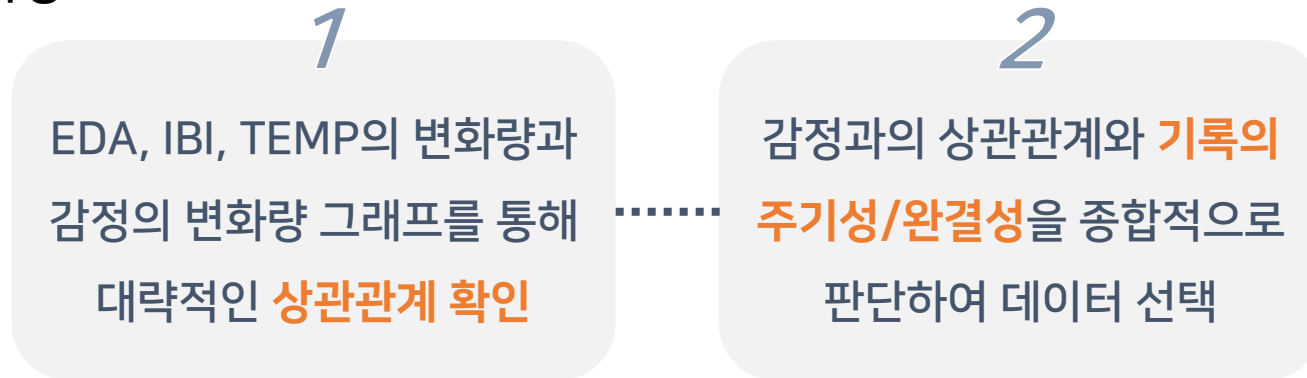 1
EDA, IBI, TEMP의 변화량과
감정의 변화량 그래프를 통해
대략적인 상관관계 확인
2
감정과의 상관관계와 기록의
주기성/완결성을 종합적으로
판단하여 데이터 선택